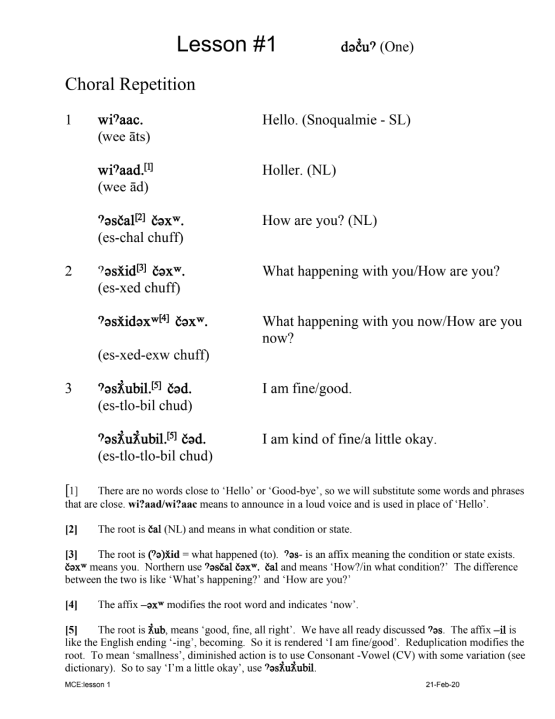 Lesson #1 dəč̓uʔ (One)
Choral Repetition
1 wiʔaac. Hello. (Snoqualmie - SL)
(wee āts)
wiʔaad.[1] Holler. (NL)
(wee ād)
ʔəsčal[2] čəxʷ. How are you? (NL)
(es-chal chuff)
2 ʔəsx̌id[3] čəxʷ. What happening with you/How are you?
(es-xed chuff)
ʔəsx̌idəxʷ[4] čəxʷ. What happening with you now/How are you
now?
(es-xed-exw chuff)
3 ʔəsƛ̓ubil.[5] čəd. I am fine/good.
(es-tlo-bil chud)
ʔəsƛ̓uƛ̓ubil.[5] čəd. I am kind of fine/a little okay.
(es-tlo-tlo-bil chud)
[1] There are no words close to ‘Hello’ or ‘Good-bye’, so we will substitute some words and phrases
that are close. wiʔaad/wiʔaac means to announce in a loud voice and is used in place of ‘Hello’.
[2] The root is čal (NL) and means in what condition or state.
[3] The root is (ʔə)x̌id = what happened (to). ʔəs- is an affix meaning the condition or state exists.
čəxʷ means you. Northern use ʔəsčal čəxʷ. čal and means ‘How?/in what condition?’ The difference
between the two is like ‘What’s happening?’ and ‘How are you?’
[4] The affix –əxʷ modifies the root word and indicates ‘now’.
[5] The root is ƛ̓ub, means ‘good, fine, all right’. We have all ready discussed ʔəs. The affix –il is
like the English ending ‘-ing’, becoming. So it is rendered ‘I am fine/good’. Reduplication modifies the
root. To mean ‘smallness’, diminished action is to use Consonant -Vowel (CV) with some variation (see
dictionary). So to say ‘I’m a little okay’, use ʔəsƛ̓uƛ̓ubil.
MCE:lesson 1 21-Feb-20